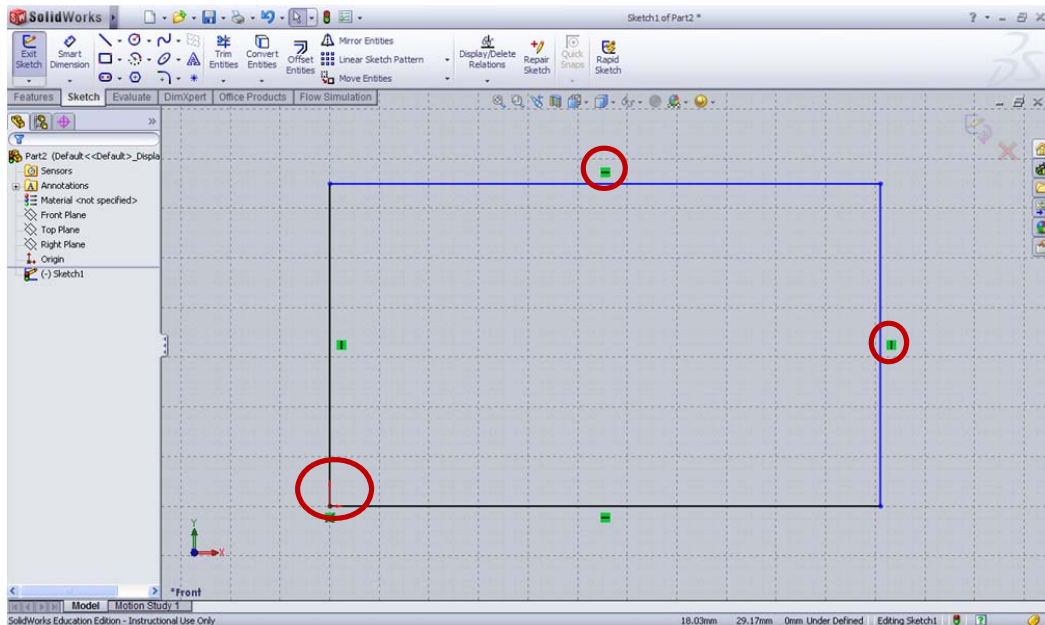 SolidWorks
Sketch1 of Part2 *
Exit Sketch
Smart Dimension
Trim Entities
Convert Entities
Offset Entities
Mirror Entities
Linear Sketch Pattern
Move Entities
Display/Delete Relations
Repair Sketch
Quick Snaps
Rapid Sketch
Features Sketch Evaluate DimXpert Office Products Flow Simulation
Part2 (Default<<Default>_Displa
Sensors
Annotations
Material <not specified>
Front Plane
Top Plane
Right Plane
Origin
(-) Sketch1
Y
X
*Front
Model Motion Study 1
SolidWorks Education Edition - Instructional Use Only
18.03mm 29.17mm 0mm Under Defined Editing Sketch1